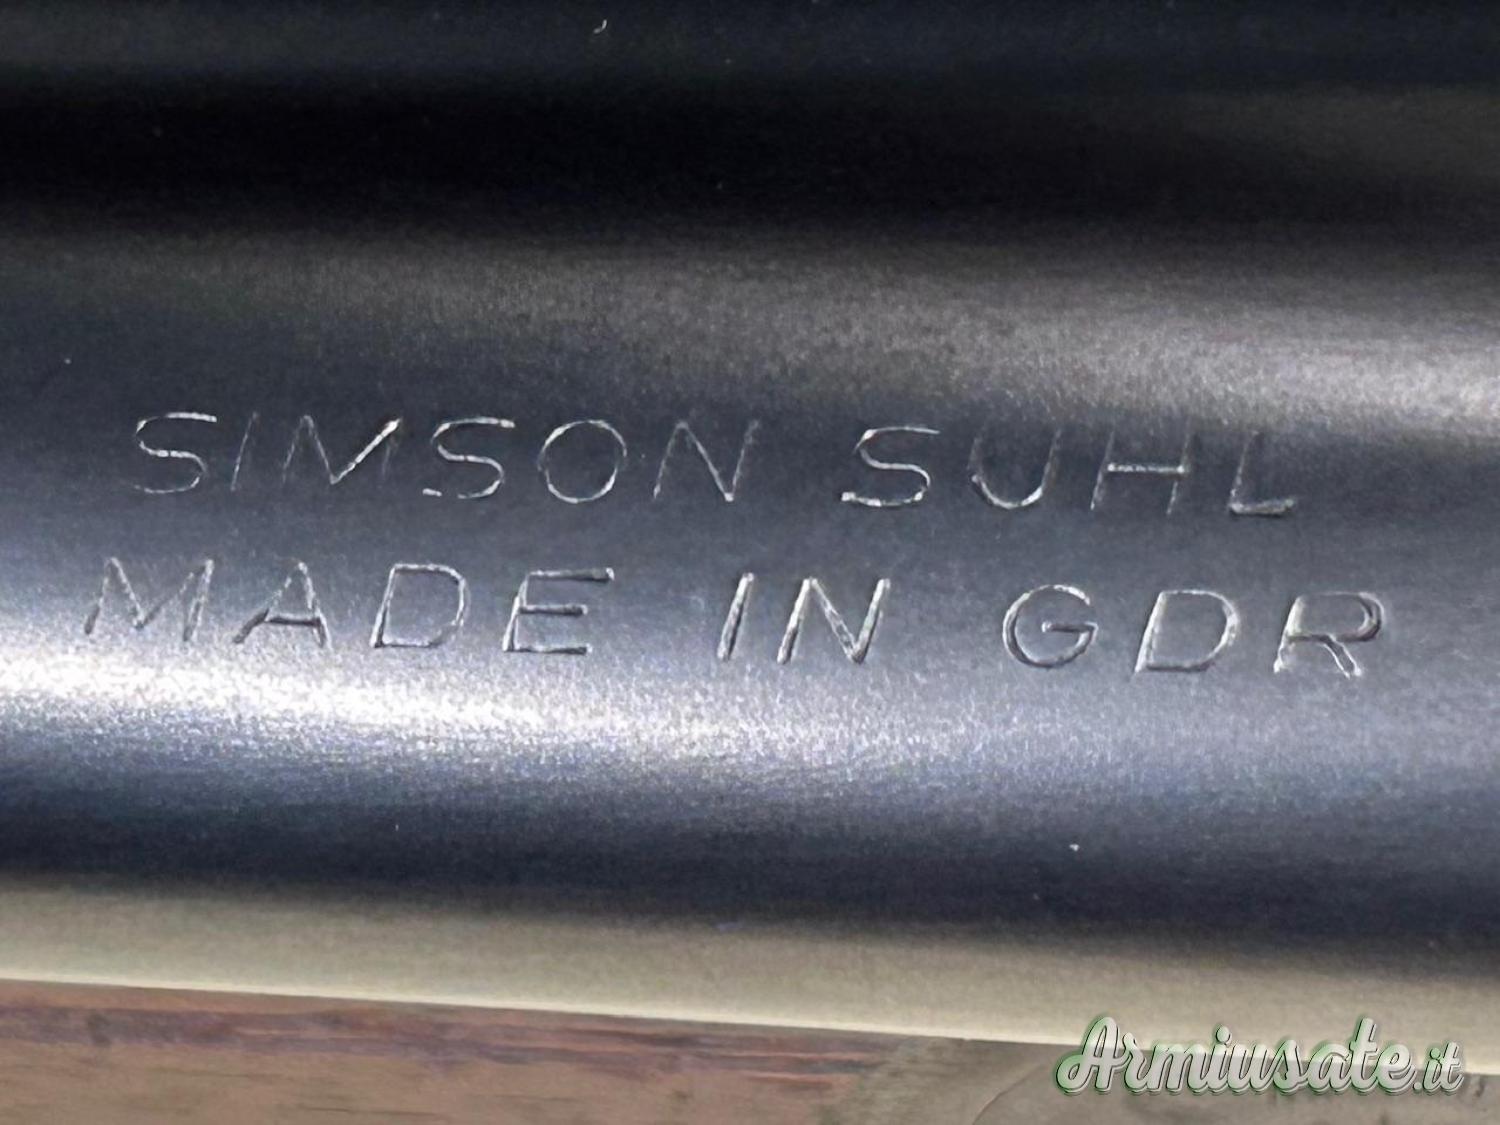 SIMSON SUHL
MADE IN GDR
Armiusate.it